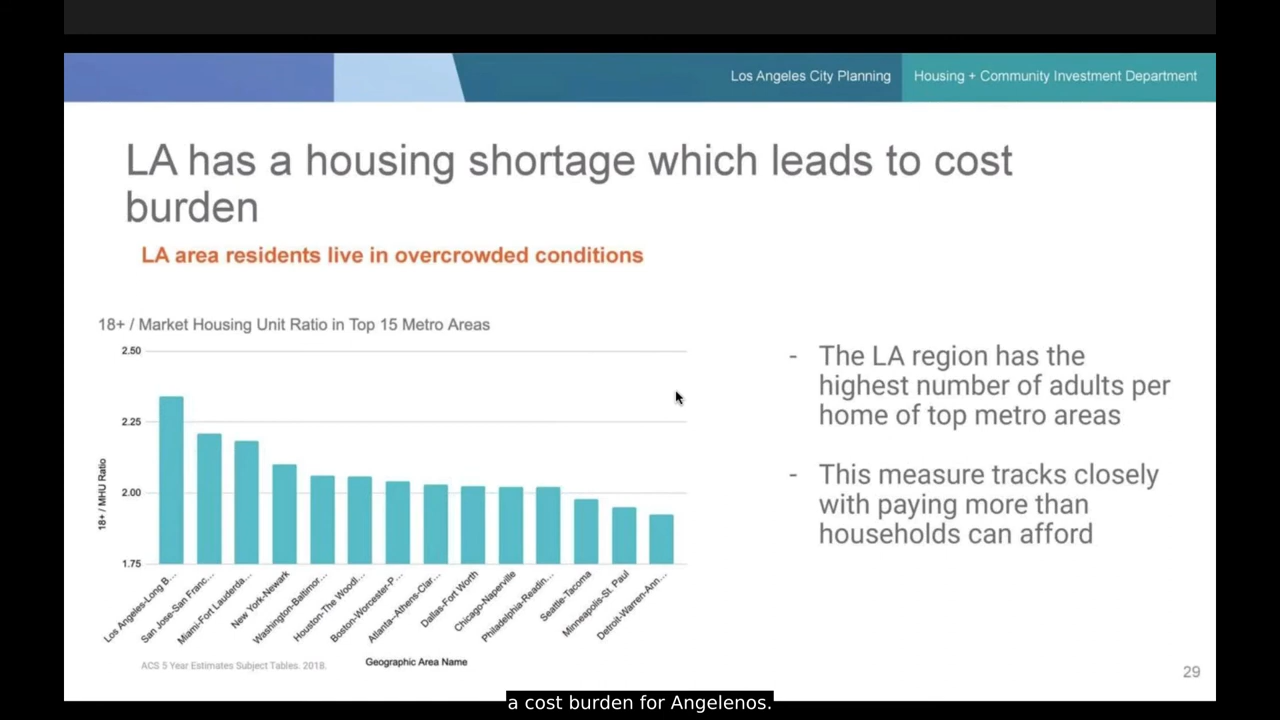 Los Angeles City Planning
Housing + Community Investment Department
LA has a housing shortage which leads to cost
burden
LA area residents live in overcrowded conditions
18+ / Market Housing Unit Ratio in Top 15 Metro Areas
2.50
2.25
2.00
1.75
18+ / MHU Ratio
Los Angeles-Long B...
San Jose-San Franc...
Miami-Fort Lauderda...
New York-Newark
Washington-Baltimor...
Houston-The Woodl...
Boston-Worcester-P...
Atlanta--Athens-Clar...
Dallas-Fort Worth
Chicago-Naperville
Philadelphia-Readin...
Seattle-Tacoma
Minneapolis-St. Paul
Detroit-Warren-Ann...
Geographic Area Name
ACS 5 Year Estimates Subject Tables. 2018.
- The LA region has the
highest number of adults per
home of top metro areas
- This measure tracks closely
with paying more than
households can afford
29
a cost burden for Angelenos.